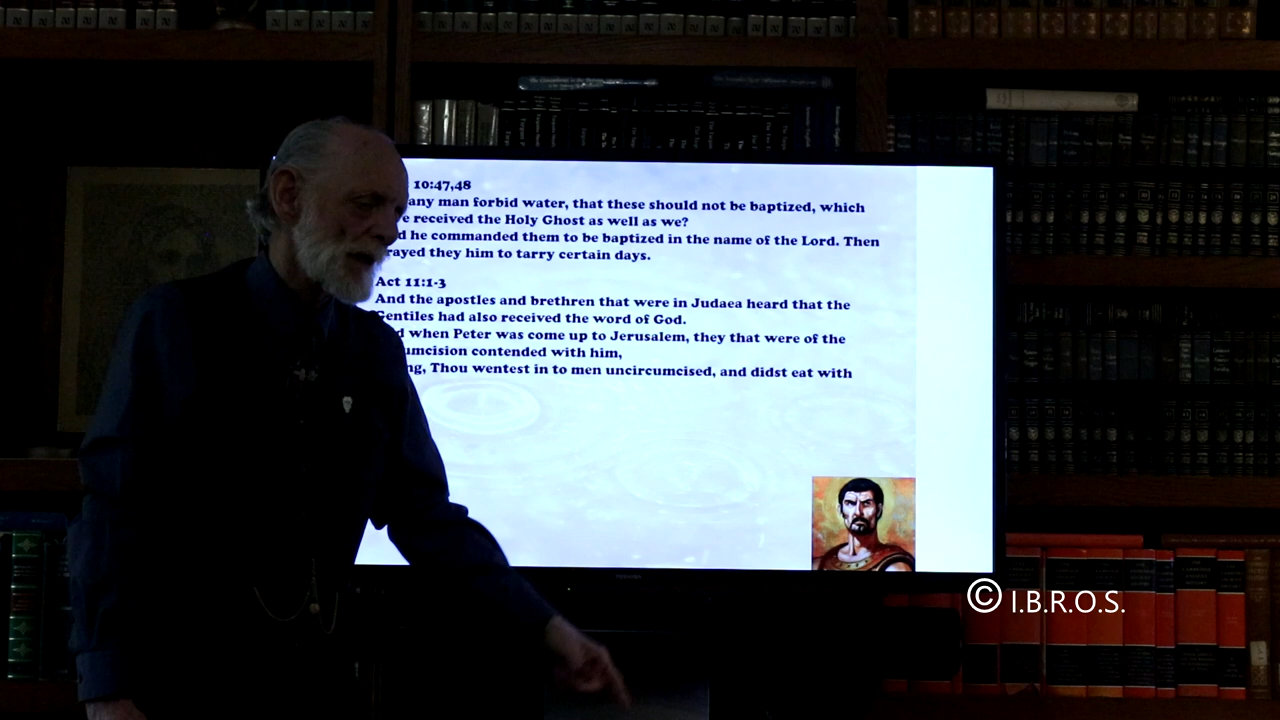 10:47,48
any man forbid water, that these should not be baptized, which
e received the Holy Ghost as well as we?
d he commanded them to be baptized in the name of the Lord. Then
rayed they him to tarry certain days.
Act 11:1-3
And the apostles and brethren that were in Judaea heard that the
Gentiles had also received the word of God.
d when Peter was come up to Jerusalem, they that were of the
umcision contended with him,
ng, Thou wentest in to men uncircumcised, and didst eat with
TOSHIBA
© I.B.R.O.S.